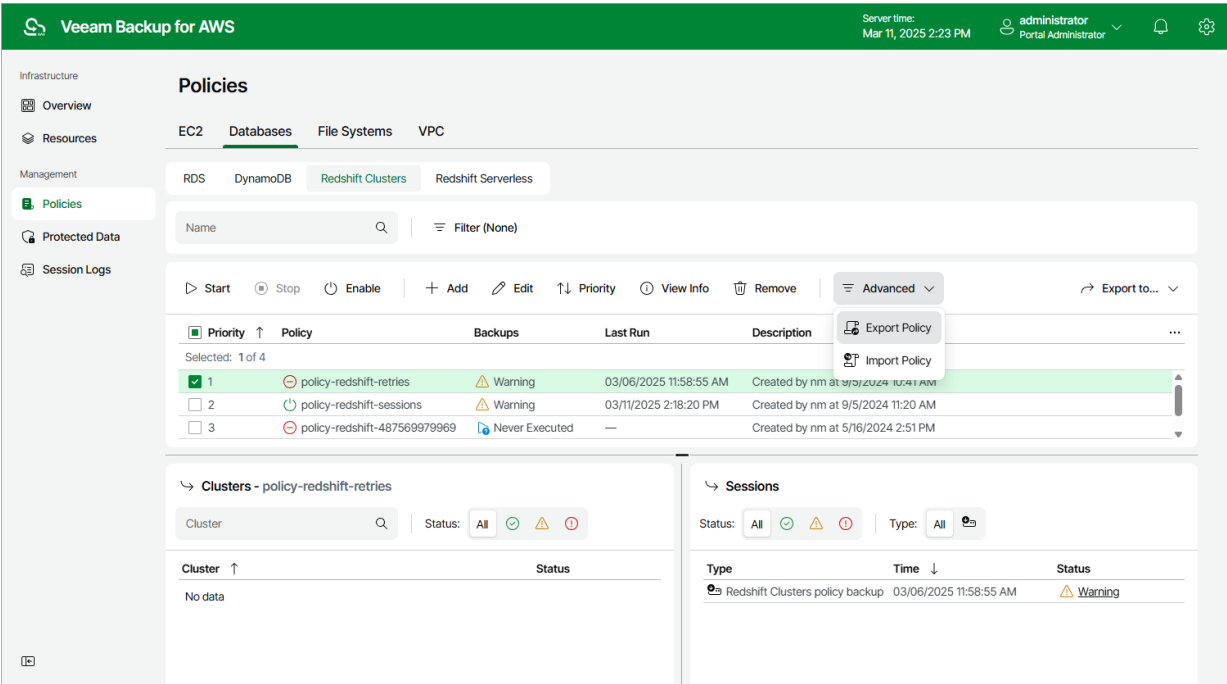 Veeam Backup for AWS
Server time:
Mar 11, 2025 2:23 PM
administrator
Portal Administrator
Infrastructure
Overview
Resources
Management
Policies
Protected Data
Session Logs
Policies
EC2 Databases File Systems VPC
RDS DynamoDB Redshift Clusters Redshift Serverless
Name Filter (None)
Start Stop Enable Add Edit Priority View Info Remove Advanced Export to...
Export Policy
Import Policy
Priority Policy Backups Last Run Description ...
Selected: 1 of 4
1 policy-redshift-retries Warning 03/06/2025 11:58:55 AM Created by nm at 9/5/2024 10:41 AM
2 policy-redshift-sessions Warning 03/11/2025 2:18:20 PM Created by nm at 9/5/2024 11:20 AM
3 policy-redshift-487569979969 Never Executed — Created by nm at 5/16/2024 2:51 PM
Clusters - policy-redshift-retries
Cluster Status: All
Cluster Status
No data
Sessions
Status: All Type: All
Type Time Status
Redshift Clusters policy backup 03/06/2025 11:58:55 AM Warning